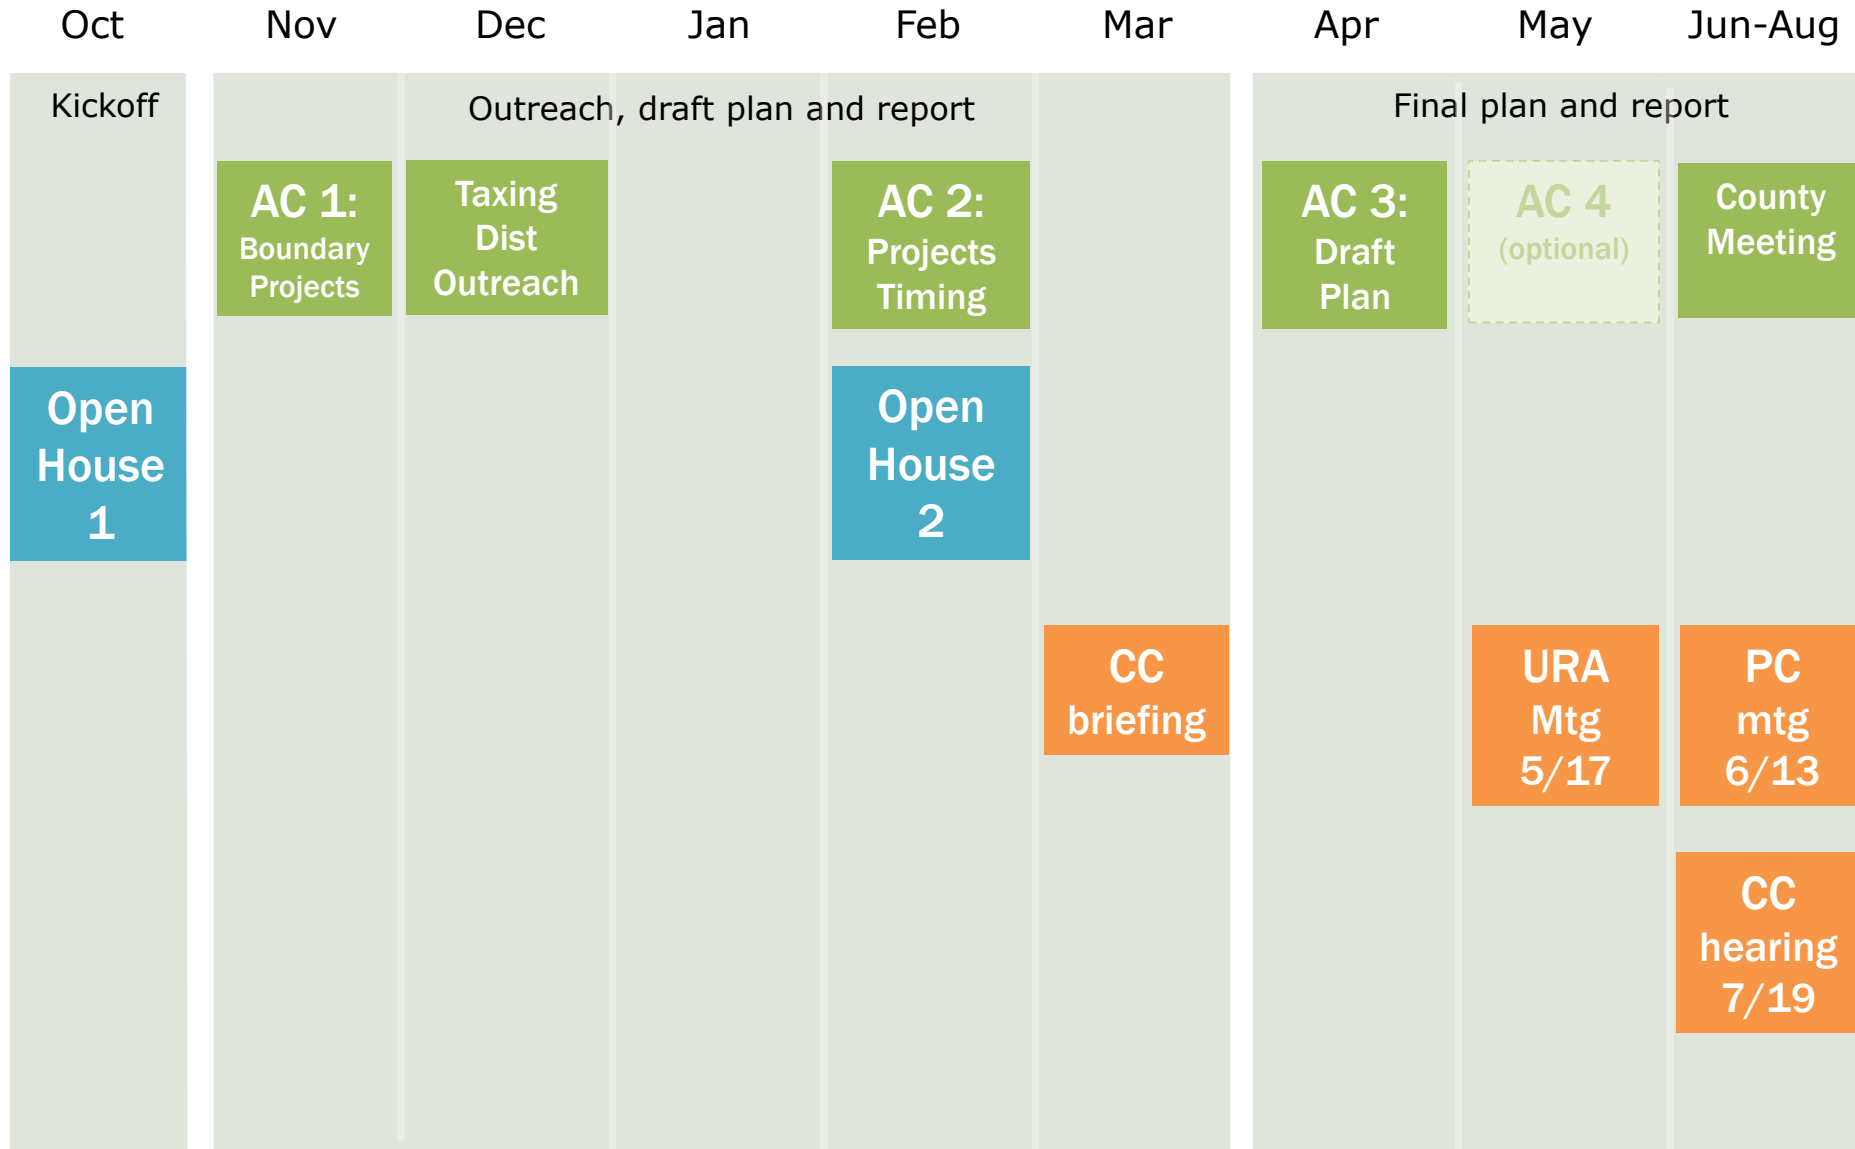 Oct Nov Dec Jan Feb Mar Apr May Jun-Aug
Kickoff
Outreach, draft plan and report
Final plan and report
AC 1:
Boundary
Projects
Taxing
Dist
Outreach
AC 2:
Projects
Timing
AC 3:
Draft
Plan
AC 4
(optional)
County
Meeting
Open
House
1
Open
House
2
CC
briefing
URA
Mtg
5/17
PC
mtg
6/13
CC
hearing
7/19